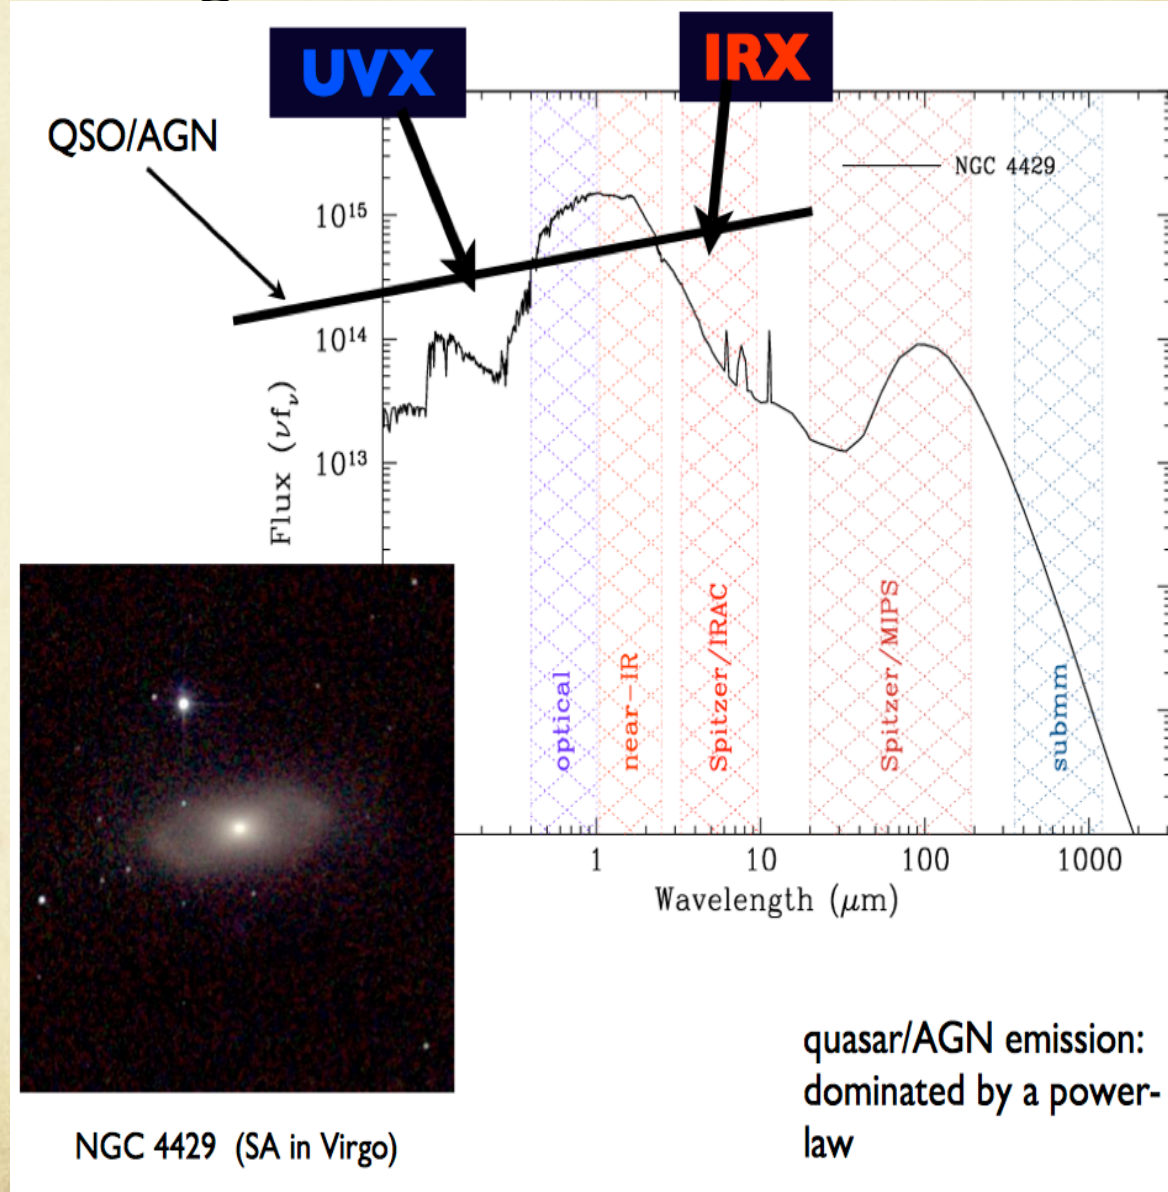 UVX
IRX
QSO/AGN
NGC 4429
10¹⁵
10¹⁴
10¹³
Flux (νfᵥ)
optical
near-IR
Spitzer/IRAC
Spitzer/MIPS
submm
1
10
100
1000
Wavelength (μm)
quasar/AGN emission:
dominated by a power-
law
NGC 4429 (SA in Virgo)